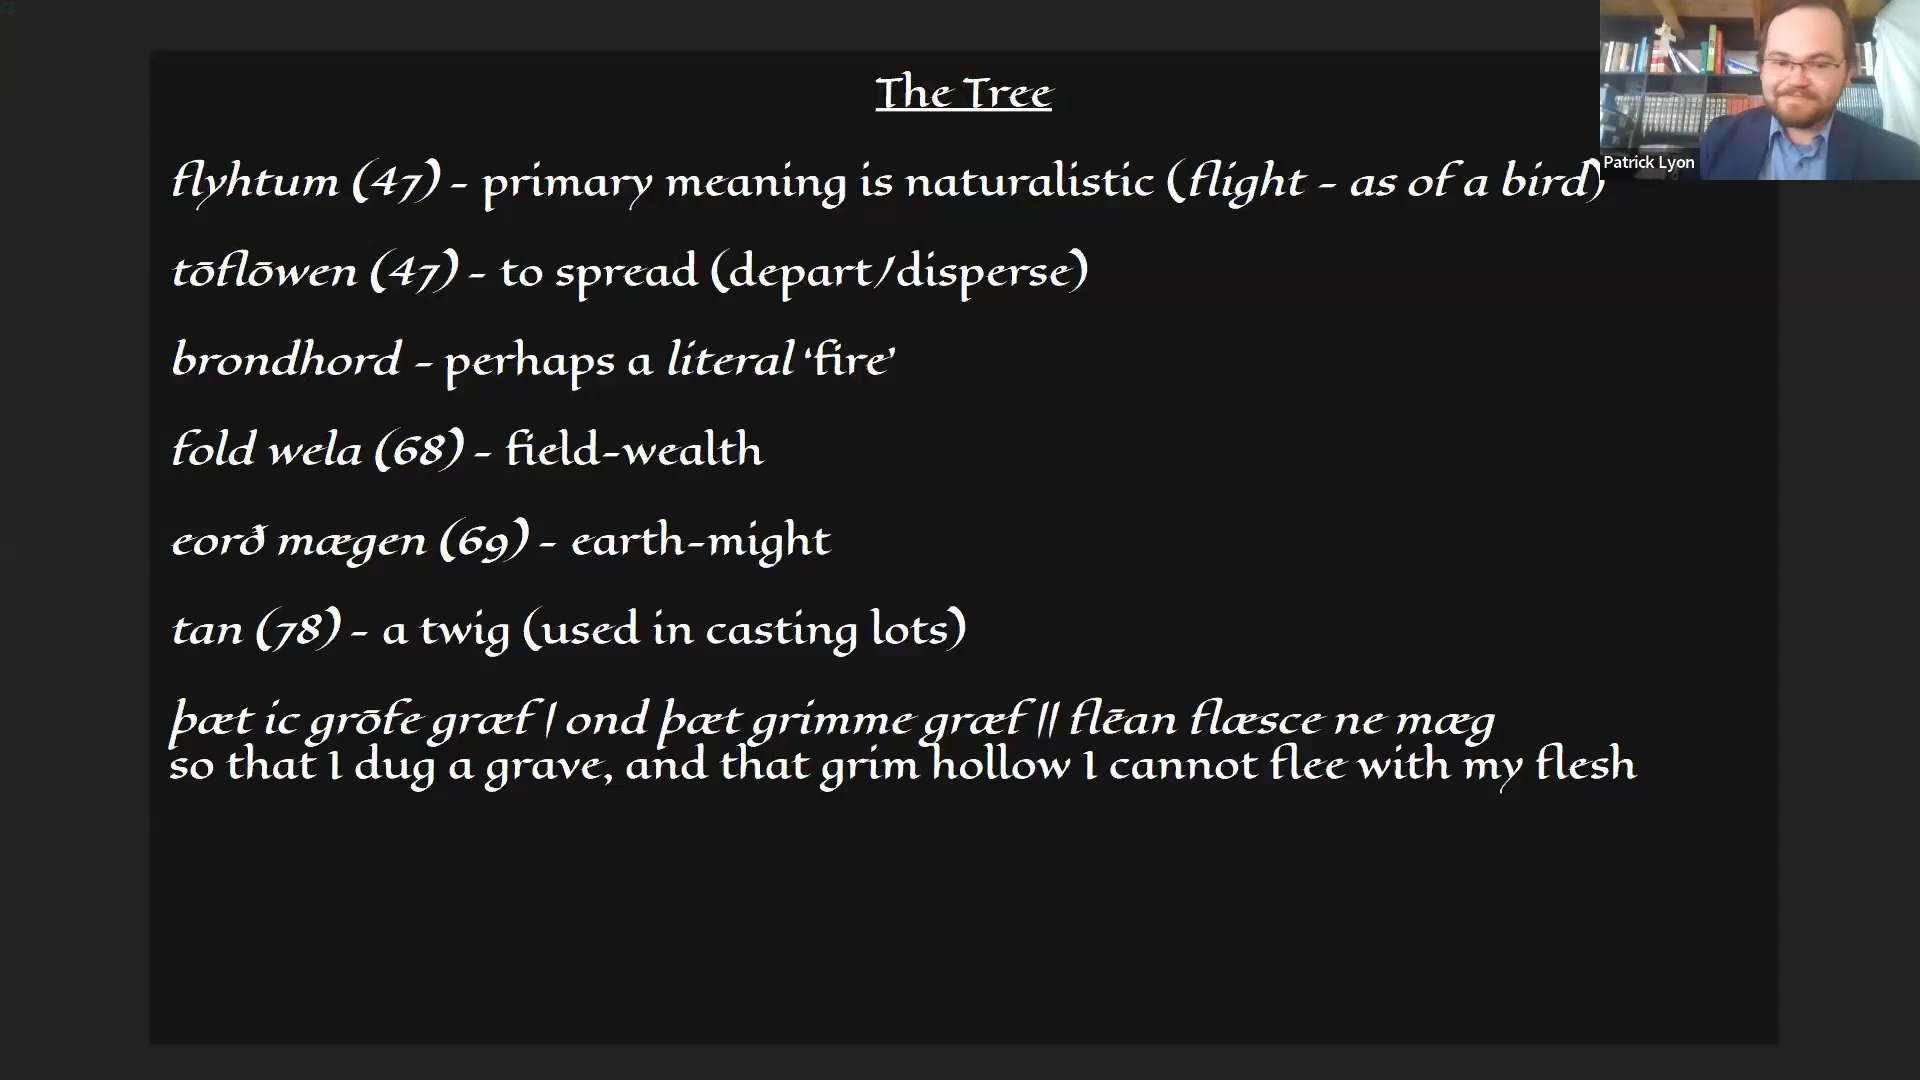 The Tree
flyhtum (47) - primary meaning is naturalistic (flight - as of a bird)
Patrick Lyon
tōflōwen (47) - to spread (depart/disperse)
brondhord - perhaps a literal ‘fire’
fold wela (68) - field-wealth
eorð mægen (69) - earth-might
tan (78) - a twig (used in casting lots)
þæt ic grōfe græf | ond þæt grimme græf || flēan flæsce ne mæg
so that I dug a grave, and that grim hollow I cannot flee with my flesh